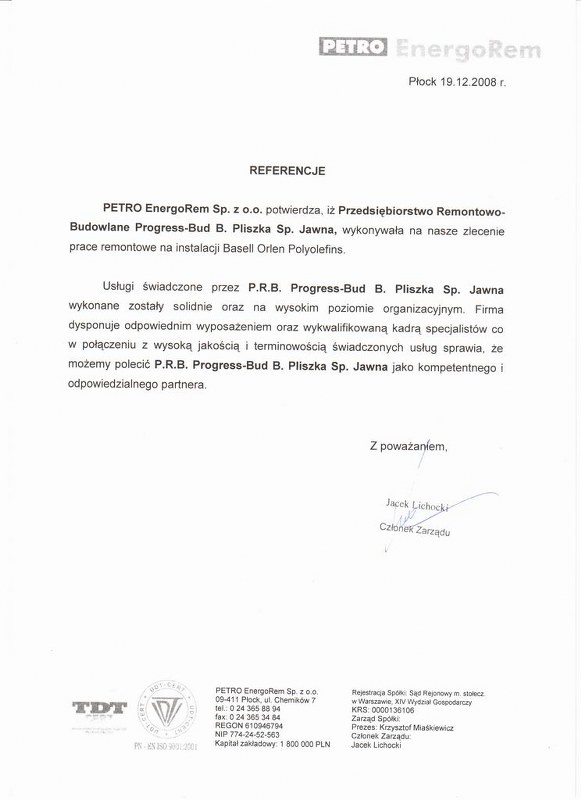 PETRO EnergoRem
Płock 19.12.2008 r.
REFERENCJE
PETRO EnergoRem Sp. z o.o. potwierdza, iż Przedsiębiorstwo Remontowo-
Budowlane Progress-Bud B. Pliszka Sp. Jawna, wykonywała na nasze zlecenie
prace remontowe na instalacji Basell Orlen Polyolefins.
Usługi świadczone przez P.R.B. Progress-Bud B. Pliszka Sp. Jawna
wykonane zostały solidnie oraz na wysokim poziomie organizacyjnym. Firma
dysponuje odpowiednim wyposażeniem oraz wykwalifikowaną kadrą specjalistów co
w połączeniu z wysoką jakością i terminowością świadczonych usług sprawia, że
możemy polecić P.R.B. Progress-Bud B. Pliszka Sp. Jawna jako kompetentnego i
odpowiedzialnego partnera.
Z poważaniem,
Jacek Lichocki
Członek Zarządu
TDT
UDT-CERT
PN - EN ISO 9001:2001
PETRO EnergoRem Sp. z o.o.
09-411 Płock, ul. Chemików 7
tel.: 0 24 365 88 94
fax: 0 24 365 34 84
REGON 610946794
NIP 774-24-52-563
Kapitał zakładowy: 1 800 000 PLN
Rejestracja Spółki: Sąd Rejonowy m. stołecz.
w Warszawie, XIV Wydział Gospodarczy
KRS: 0000136106
Zarząd Spółki:
Prezes: Krzysztof Miaśkiewicz
Członek Zarządu:
Jacek Lichocki